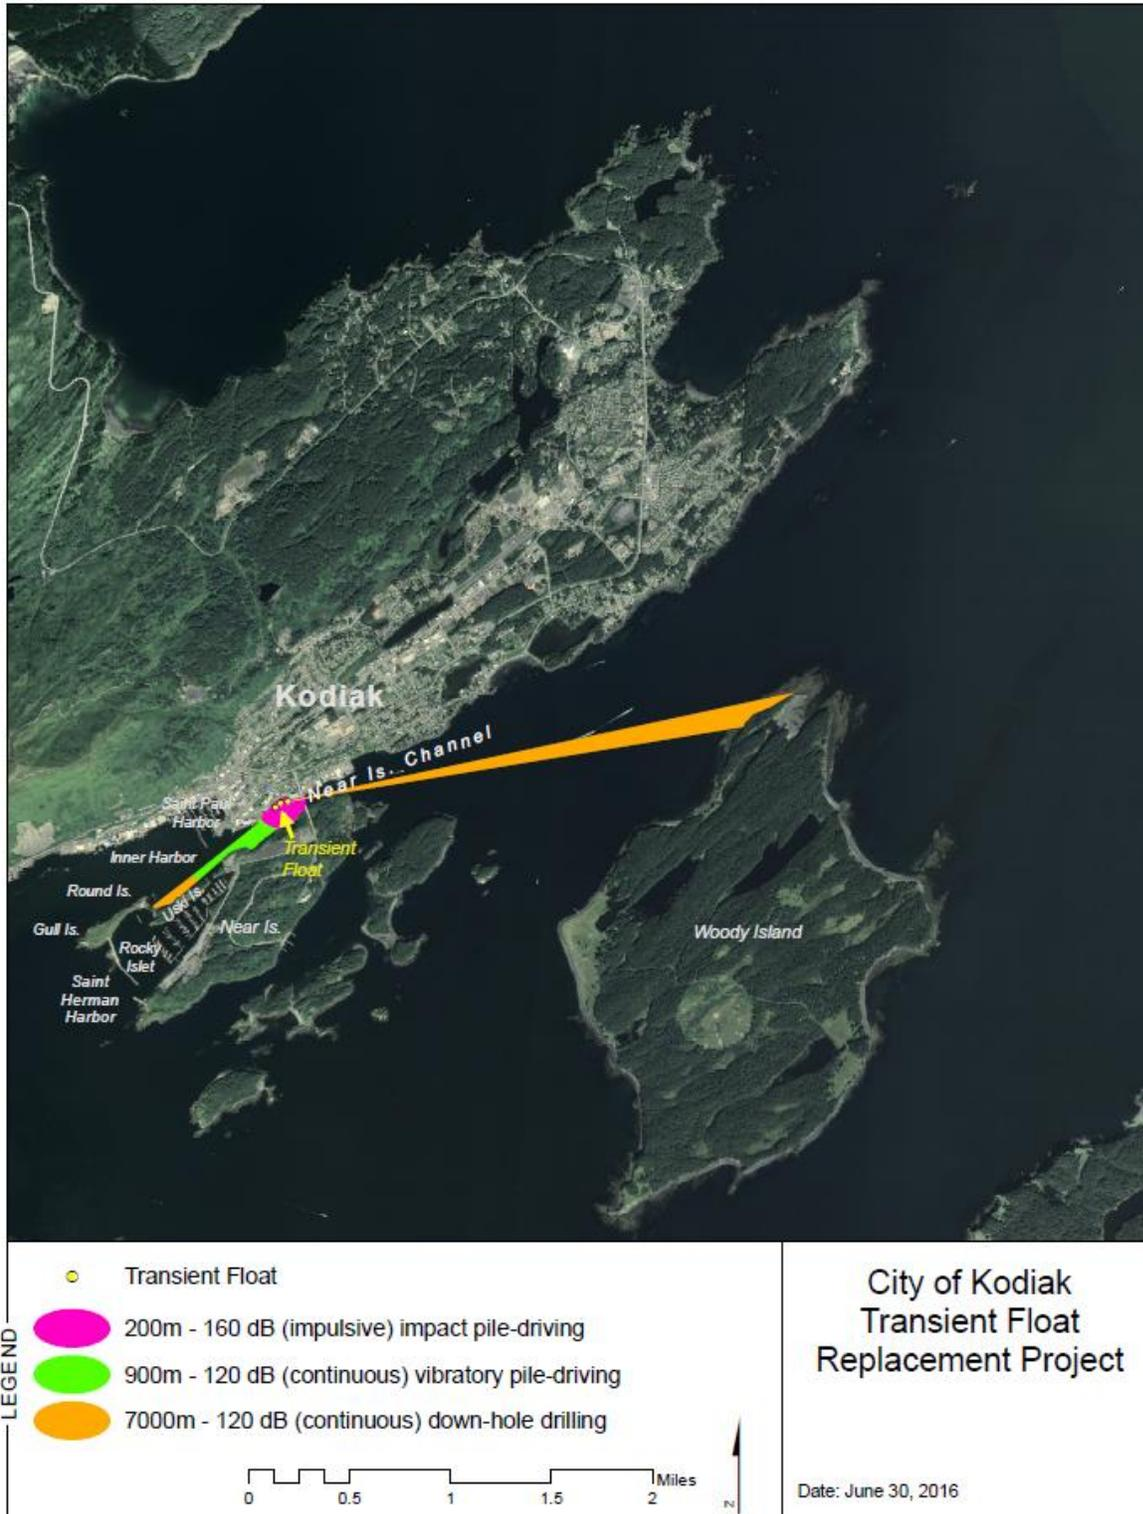 Kodiak
Near Is. Channel
Saint Paul
Harbor
Transient
Float
Inner Harbor
Round Is.
Uski Is.
Gull Is.
Near Is.
Rocky
Islet
Woody Island
Saint
Herman
Harbor
LEGEND
Transient Float
200m - 160 dB (impulsive) impact pile-driving
900m - 120 dB (continuous) vibratory pile-driving
7000m - 120 dB (continuous) down-hole drilling
Miles
0 0.5 1 1.5 2
N
City of Kodiak
Transient Float
Replacement Project
Date: June 30, 2016